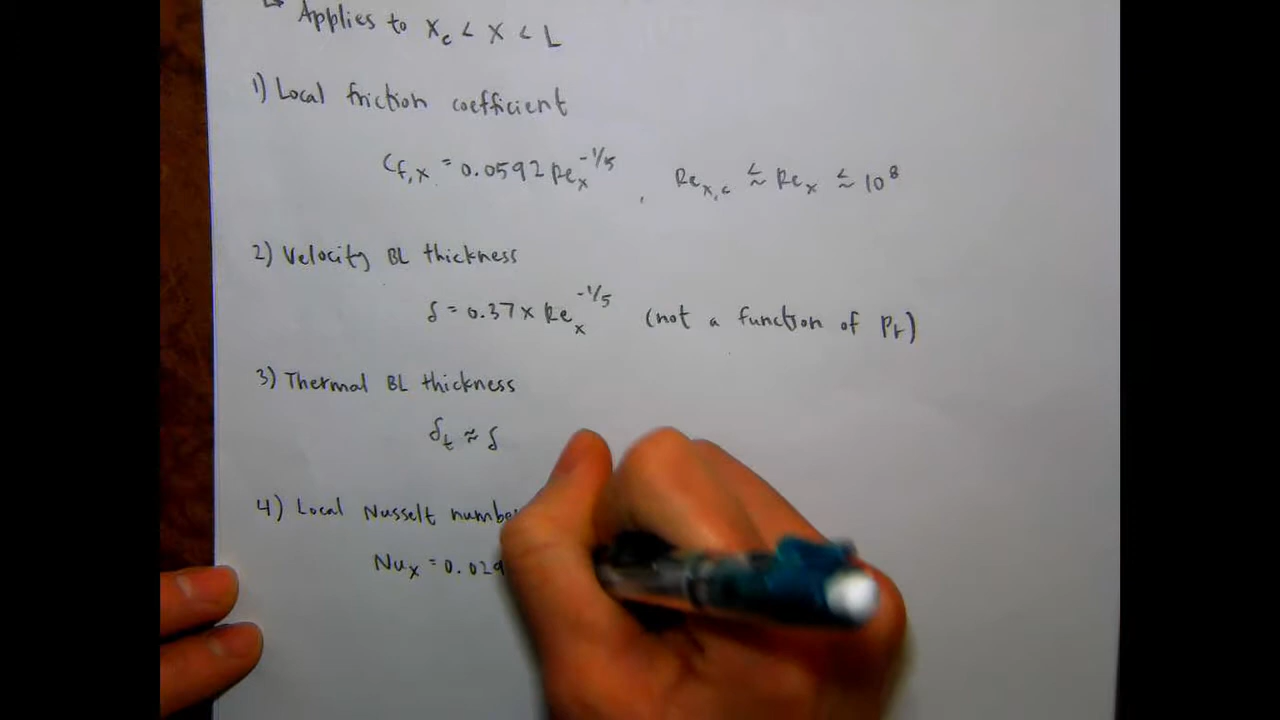 ↳ Applies to x_c < x < L
1) Local friction coefficient
C_f,x = 0.0592 Re_x^-1/5 , Re_x,c ≲ Re_x ≲ 10^8
2) Velocity BL thickness
δ = 0.37 x Re_x^-1/5 (not a function of Pr)
3) Thermal BL thickness
δ_t ≈ δ
4) Local Nusselt number
Nu_x = 0.029